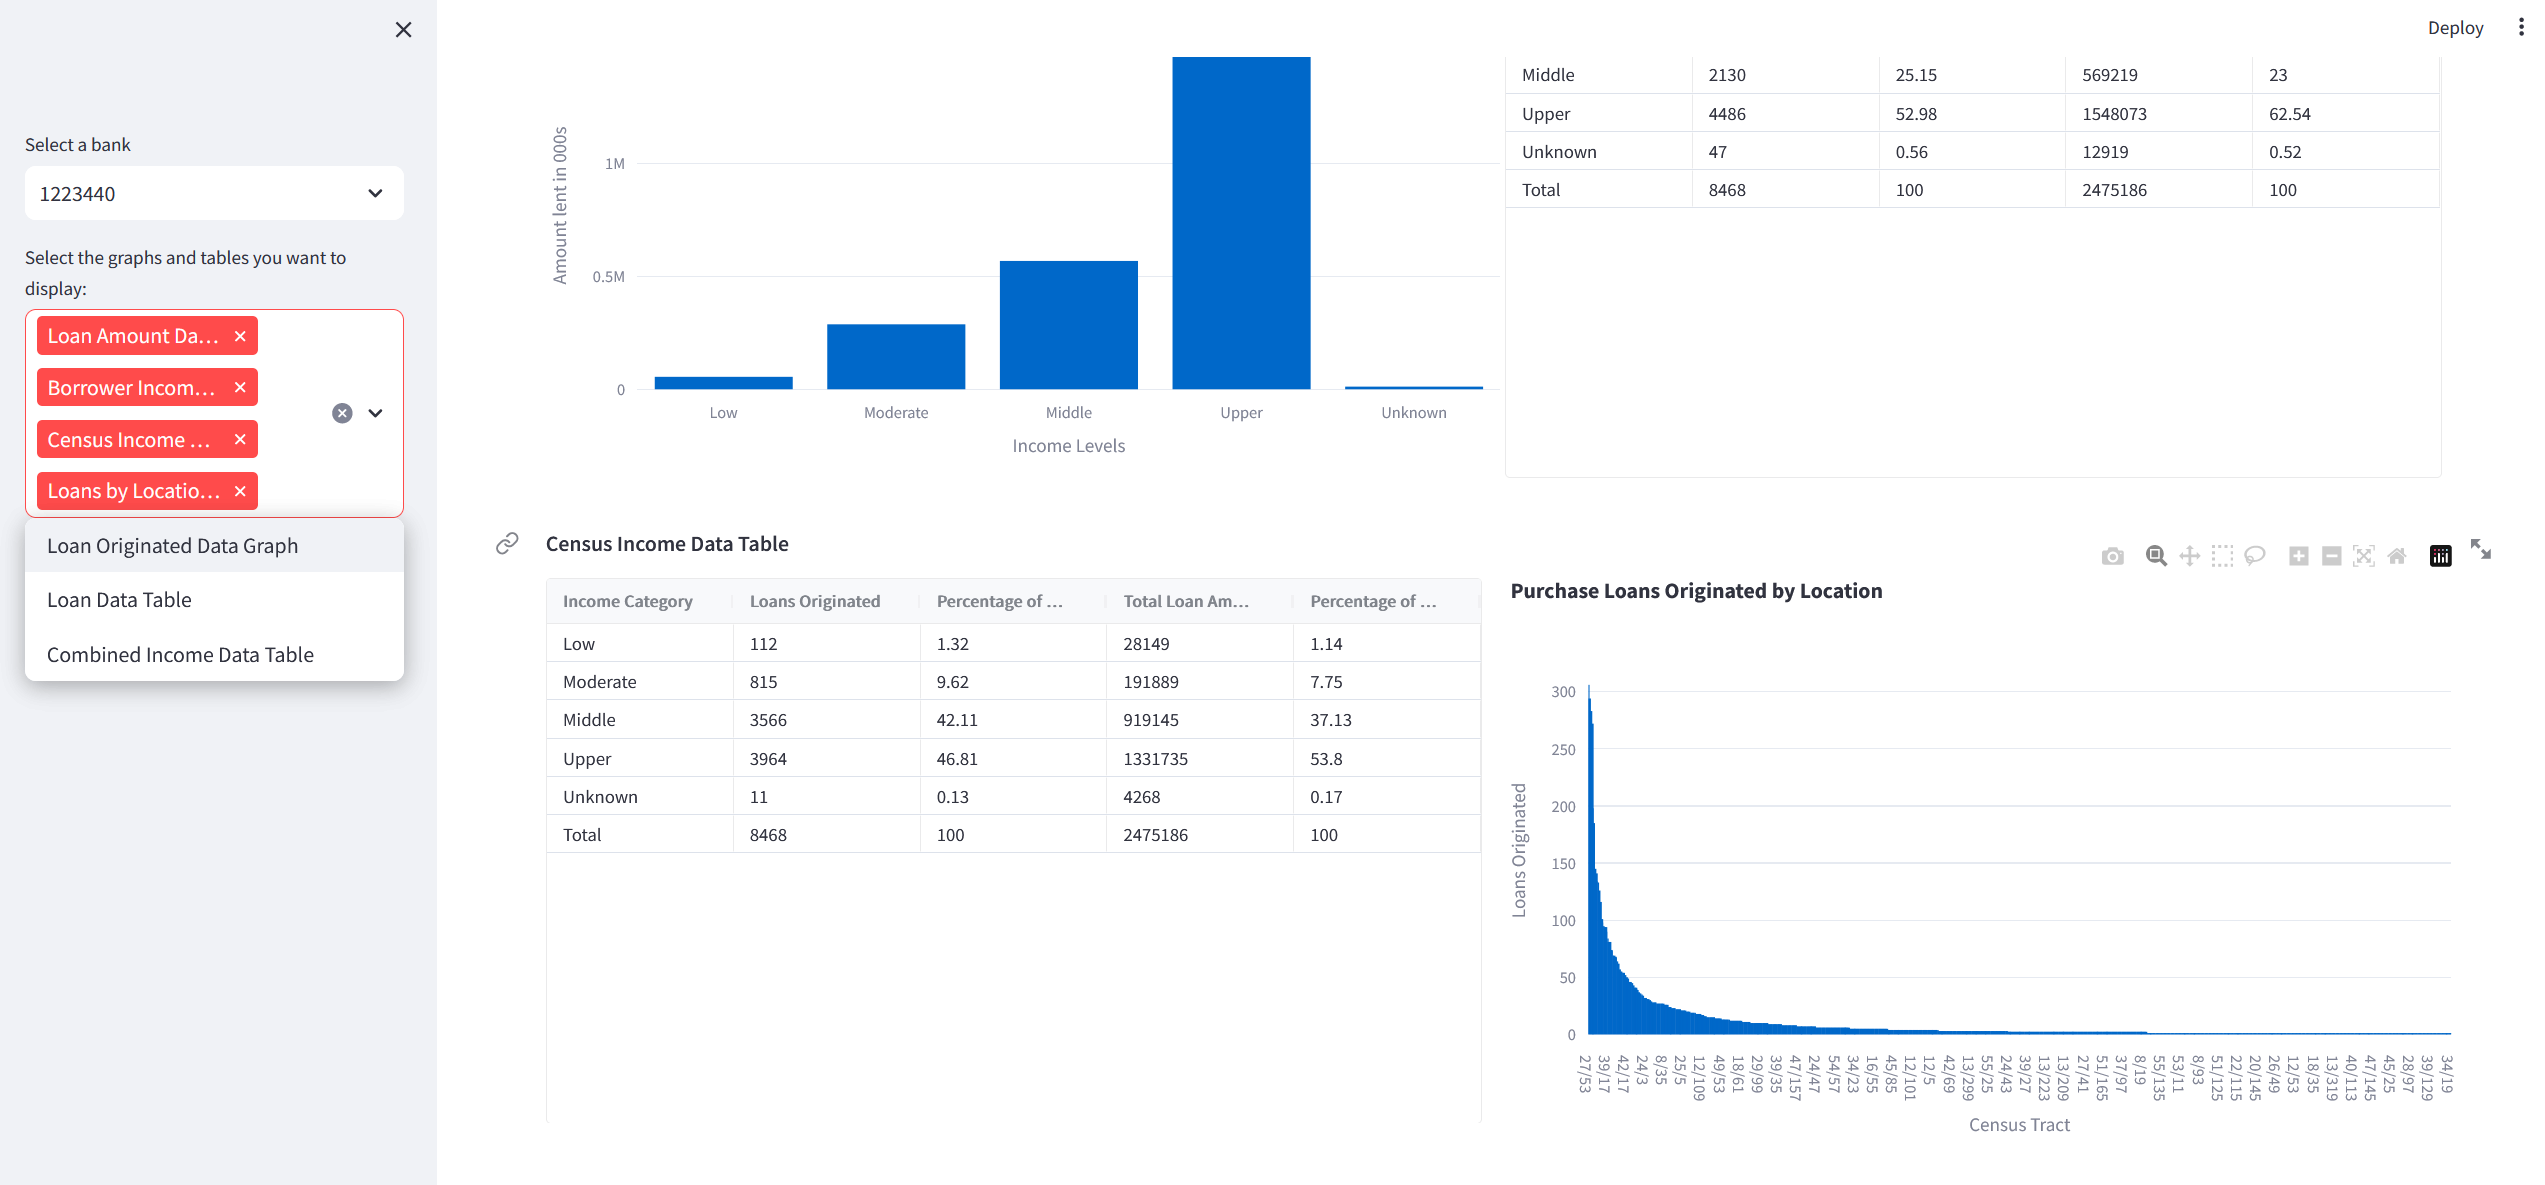 Deploy
Select a bank
1223440
Select the graphs and tables you want to
display:
Loan Amount Da...
Borrower Incom...
Census Income ...
Loans by Locatio...
Loan Originated Data Graph
Loan Data Table
Combined Income Data Table
Amount lent in 000s
1M
0.5M
0
Low Moderate Middle Upper Unknown
Income Levels
Middle 2130 25.15 569219 23
Upper 4486 52.98 1548073 62.54
Unknown 47 0.56 12919 0.52
Total 8468 100 2475186 100
Census Income Data Table
Income Category Loans Originated Percentage of ... Total Loan Am... Percentage of ...
Low 112 1.32 28149 1.14
Moderate 815 9.62 191889 7.75
Middle 3566 42.11 919145 37.13
Upper 3964 46.81 1331735 53.8
Unknown 11 0.13 4268 0.17
Total 8468 100 2475186 100
Purchase Loans Originated by Location
Loans Originated
300
250
200
150
100
50
0
27/53 39/17 42/17 24/3 8/35 25/5 12/109 49/53 18/61 29/99 39/35 47/157 24/47 54/57 34/23 16/55 45/85 12/101 12/5 42/69 13/299 55/25 24/43 39/27 13/223 13/209 27/41 51/165 37/97 8/19 55/135 53/11 8/93 51/125 22/115 20/145 26/49 12/53 18/35 13/319 40/113 47/145 45/25 28/97 39/129 34/19
Census Tract